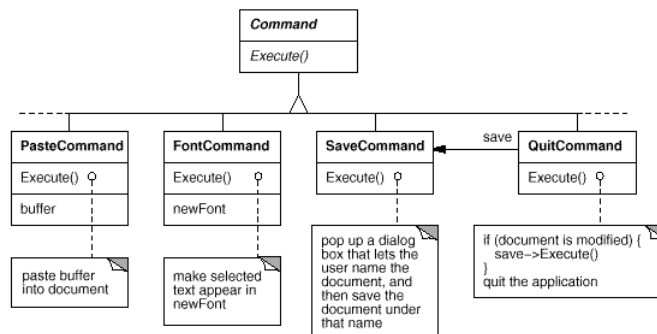 Command
Execute()
PasteCommand
Execute()
buffer
paste buffer
into document
FontCommand
Execute()
newFont
make selected
text appear in
newFont
SaveCommand
Execute()
pop up a dialog
box that lets the
user name the
document, and
then save the
document under
that name
save
QuitCommand
Execute()
if (document is modified) {
save->Execute()
}
quit the application